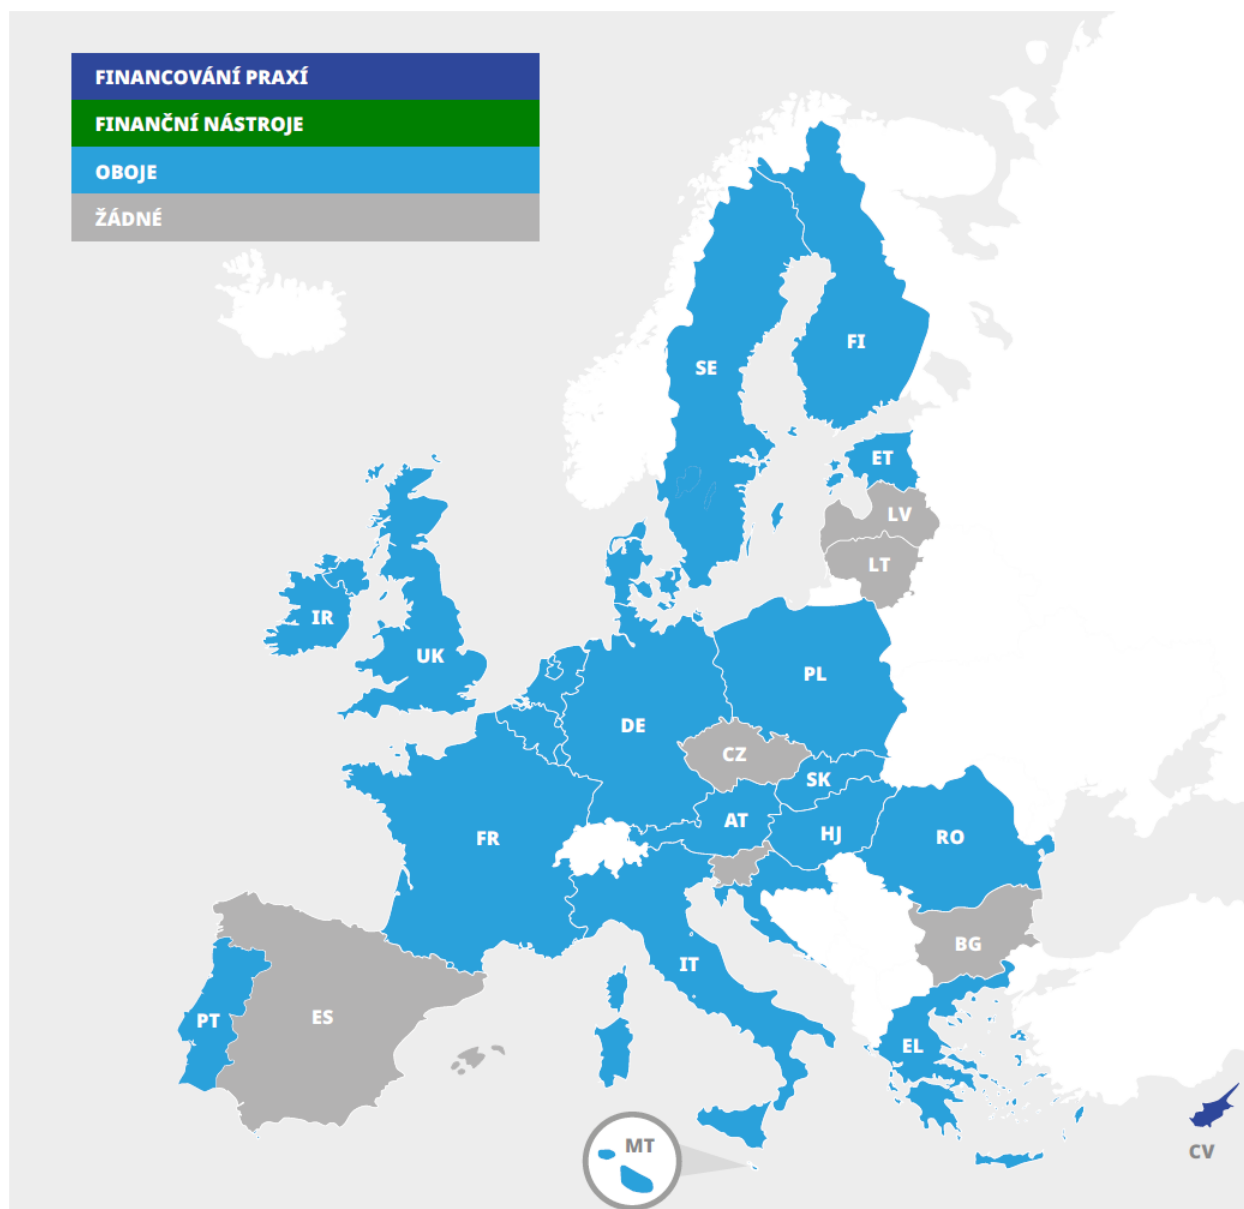 FINANCOVÁNÍ PRAXÍ
FINANČNÍ NÁSTROJE
OBOJE
ŽÁDNÉ
FI
SE
ET
LV
LT
IR
UK
PL
DE
CZ
SK
AT
HJ
RO
FR
BG
IT
ES
PT
EL
MT
CV